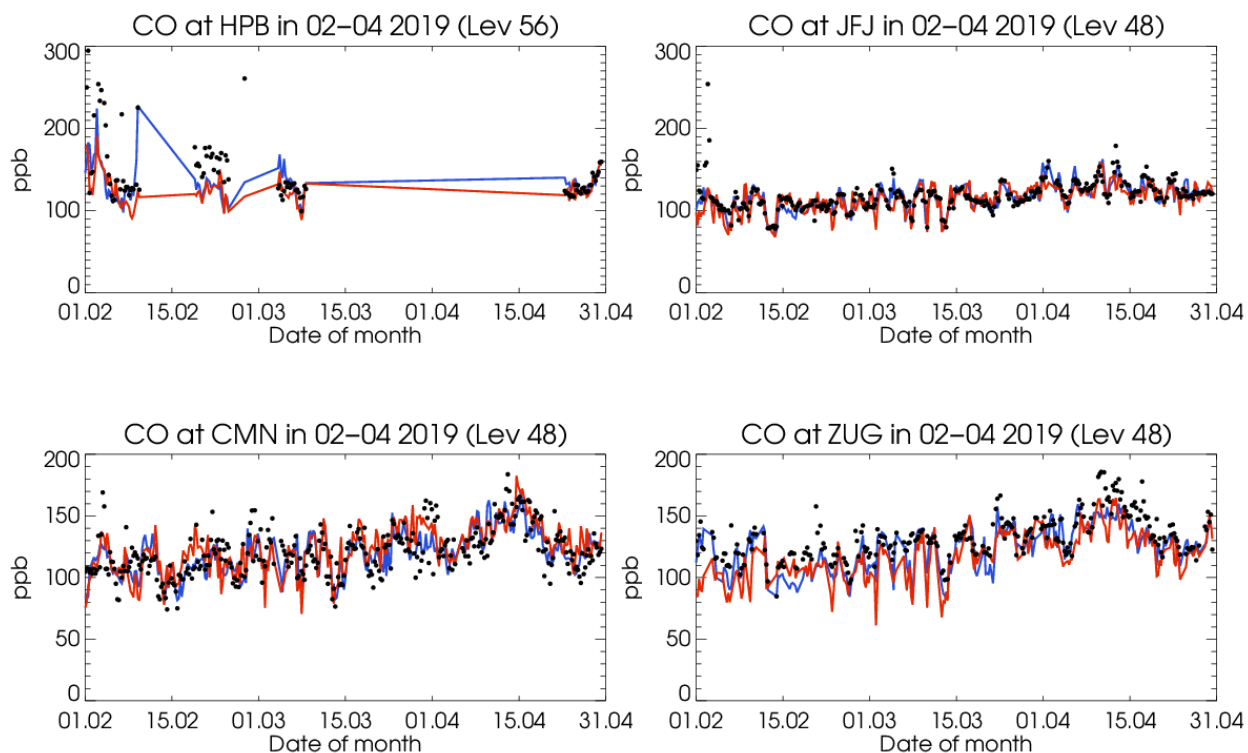 CO at HPB in 02–04 2019 (Lev 56)
300
200
100
0
ppb
01.02 15.02 01.03 15.03 01.04 15.04 31.04
Date of month
CO at JFJ in 02–04 2019 (Lev 48)
300
200
100
0
ppb
01.02 15.02 01.03 15.03 01.04 15.04 31.04
Date of month
CO at CMN in 02–04 2019 (Lev 48)
200
150
100
50
0
ppb
01.02 15.02 01.03 15.03 01.04 15.04 31.04
Date of month
CO at ZUG in 02–04 2019 (Lev 48)
200
150
100
50
0
ppb
01.02 15.02 01.03 15.03 01.04 15.04 31.04
Date of month